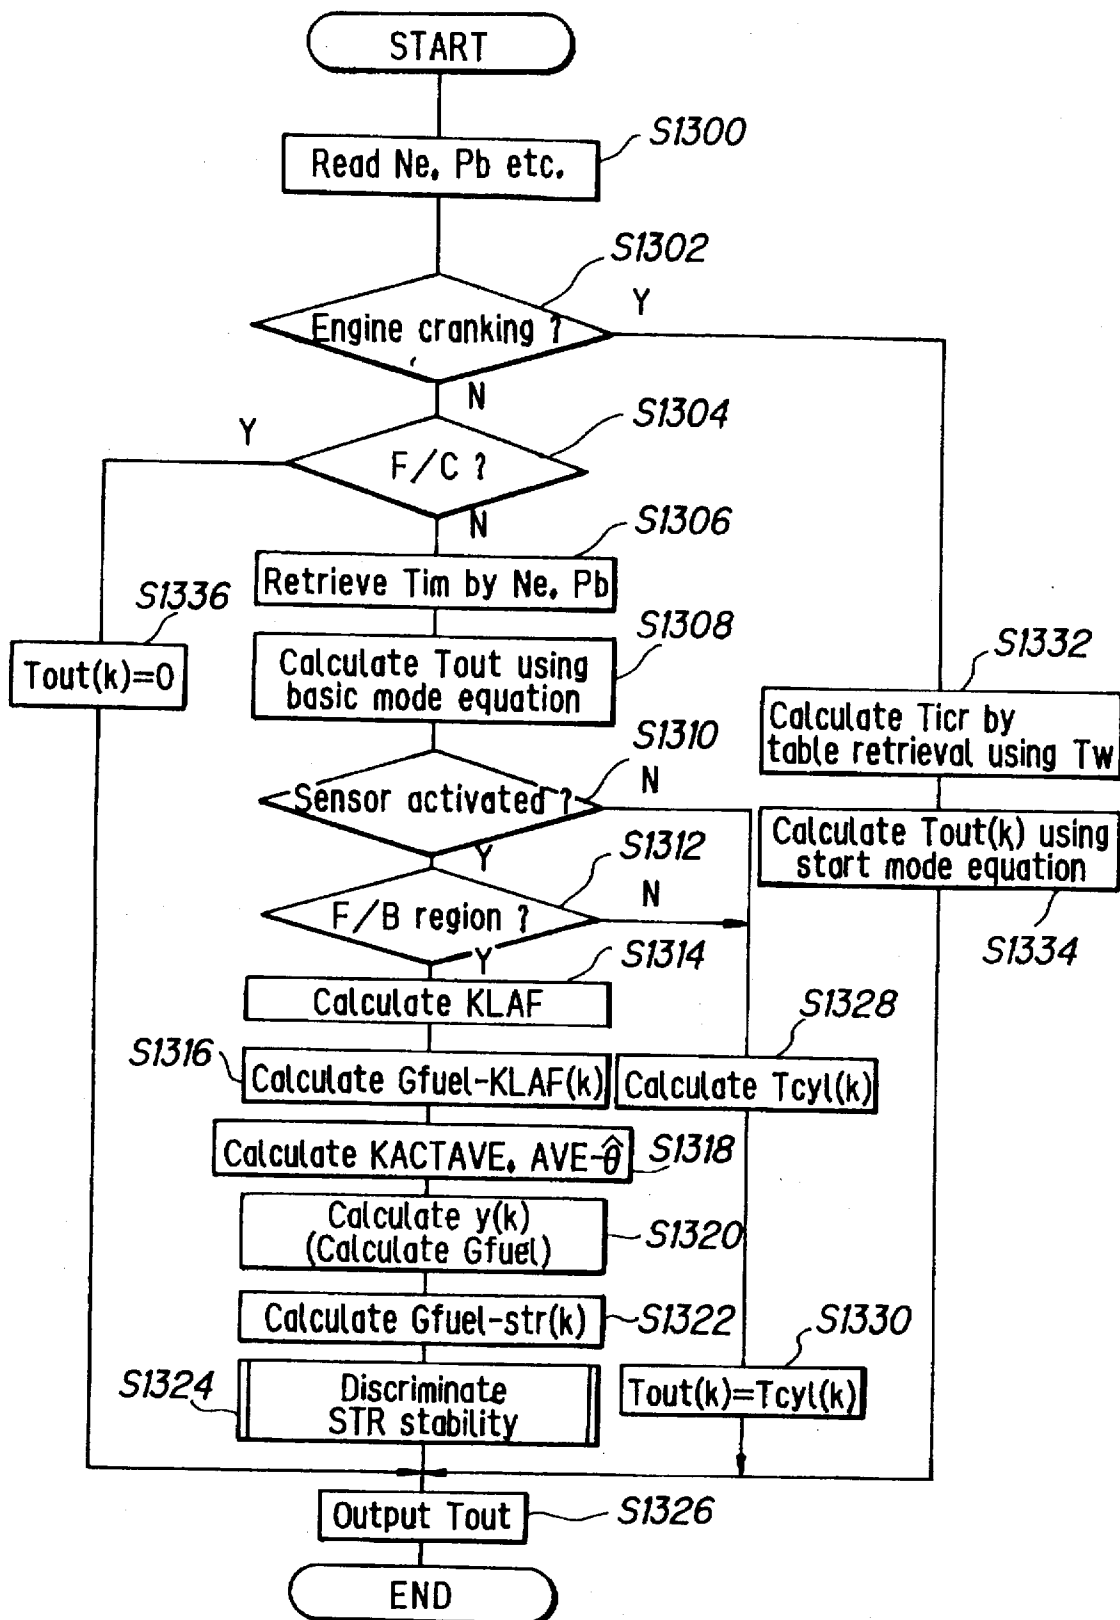 START
S1300
Read Ne. Pb etc.
S1302
Y
Engine cranking ?
N
S1304
Y
F/C ?
N
S1306
Retrieve Tim by Ne. Pb
S1336
S1308
S1332
Tout(k)=0
Calculate Tout using
basic mode equation
Calculate Ticr by
table retrieval using Tw
S1310
N
Sensor activated ?
Y
S1312
Calculate Tout(k) using
start mode equation
N
F/B region ?
Y
S1314
S1334
Calculate KLAF
S1328
S1316
Calculate Gfuel-KLAF(k)
Calculate Tcyl(k)
Calculate KACTAVE. AVE-θ̂
S1318
Calculate y(k)
(Calculate Gfuel)
S1320
Calculate Gfuel-str(k)
S1322
S1330
S1324
Discriminate
STR stability
Tout(k)=Tcyl(k)
Output Tout
S1326
END